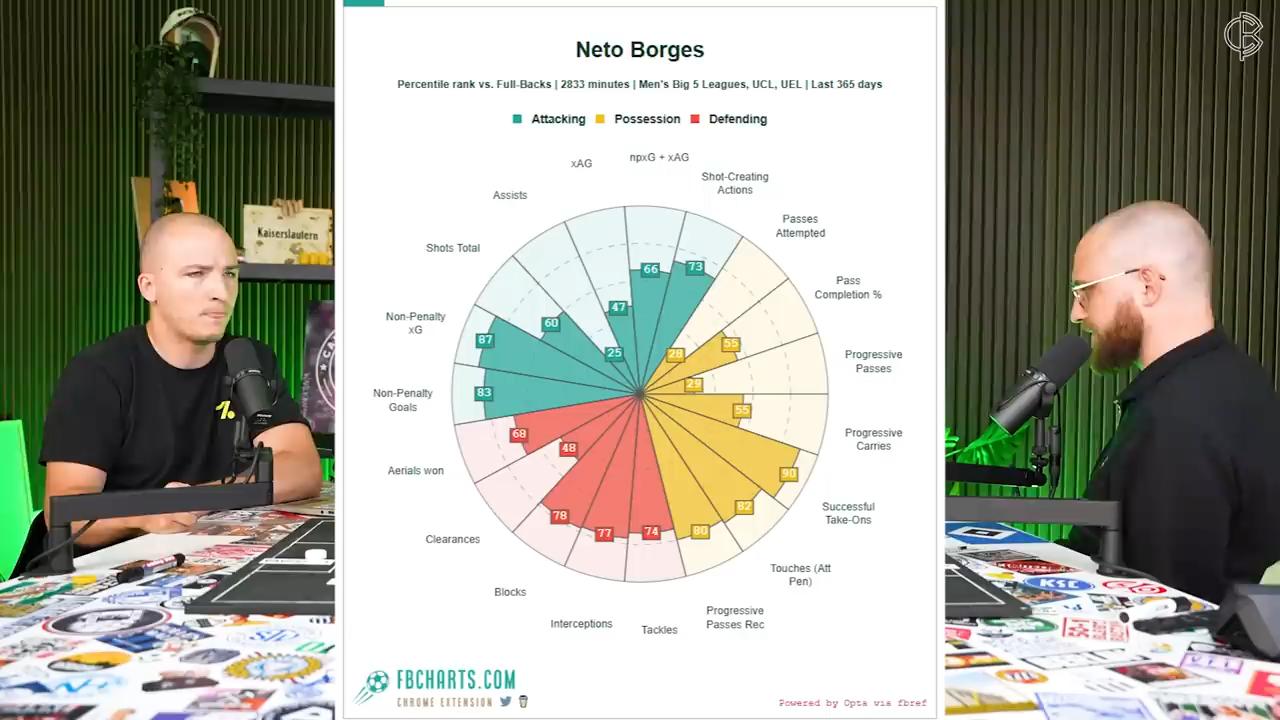 Neto Borges
Percentile rank vs. Full-Backs | 2833 minutes | Men's Big 5 Leagues, UCL, UEL | Last 365 days
Attacking Possession Defending
xAG
npxG + xAG
Shot-Creating
Actions
Assists
Passes
Attempted
Shots Total
Pass
Completion %
Non-Penalty
xG
Progressive
Passes
Non-Penalty
Goals
Progressive
Carries
Aerials won
Successful
Take-Ons
Clearances
Touches (Att
Pen)
Blocks
Progressive
Passes Rec
Interceptions
Tackles
66
73
47
60
25
87
83
28
55
29
55
90
82
80
74
77
78
48
68
FBCHARTS.COM
CHROME EXTENSION
Powered by Opta via fbref
Kaiserslautern
KSC